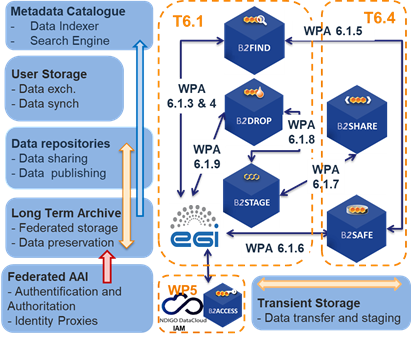 Metadata Catalogue
- Data Indexer
- Search Engine
User Storage
- Data exch.
- Data synch
Data repositories
- Data sharing
- Data publishing
Long Term Archive
- Federated storage
- Data preservation
Federated AAI
- Authentification and
Authoritation
- Identity Proxies
T6.1
T6.4
B2FIND
WPA 6.1.5
WPA
6.1.3 & 4
B2DROP
WPA
6.1.8
B2SHARE
WPA
6.1.9
WPA
6.1.7
B2STAGE
B2SAFE
egi
WPA 6.1.6
WP5
INDIGO DataCloud
IAM
B2ACCESS
Transient Storage
- Data transfer and staging